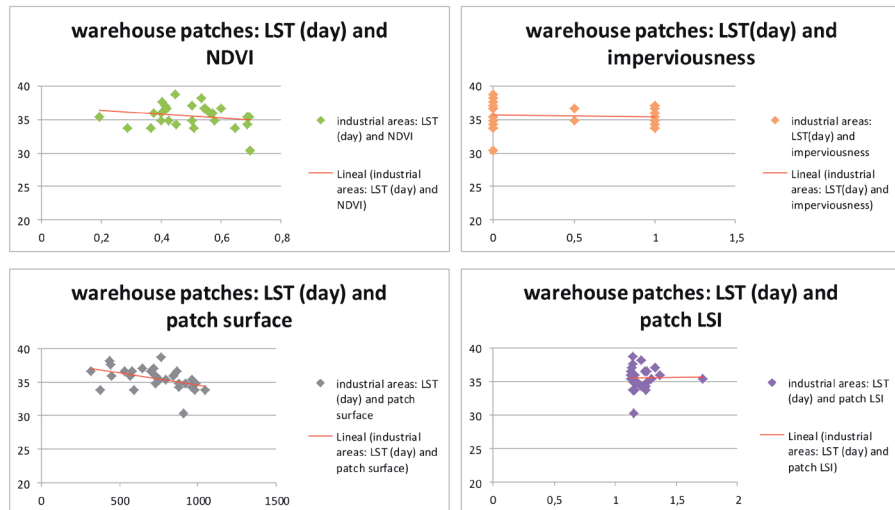 warehouse patches: LST (day) and
NDVI
40
35
30
25
20
0
0,2
0,4
0,6
0,8
industrial areas: LST
(day) and NDVI
Lineal (industrial
areas: LST (day) and
NDVI)
warehouse patches: LST(day) and
imperviousness
40
35
30
25
20
0
0,5
1
1,5
industrial areas:
LST(day) and
imperviousness
Lineal (industrial
areas: LST(day) and
imperviousness)
warehouse patches: LST (day) and
patch surface
40
35
30
25
20
0
500
1000
1500
industrial areas: LST
(day) and patch
surface
Lineal (industrial
areas: LST (day) and
patch surface)
warehouse patches: LST (day) and
patch LSI
40
35
30
25
20
0
0,5
1
1,5
2
industrial areas: LST
(day) and patch LSI
Lineal (industrial
areas: LST (day) and
patch LSI)